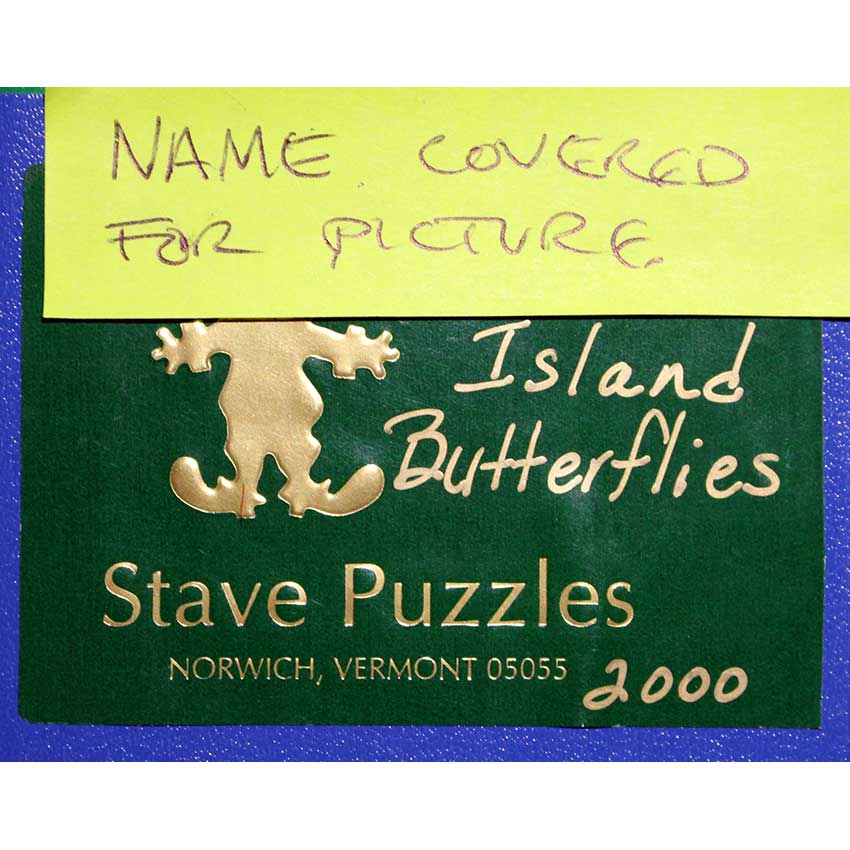 NAME COVERED
FOR PICTURE.
Island
Butterflies
Stave Puzzles
NORWICH, VERMONT 05055
2000